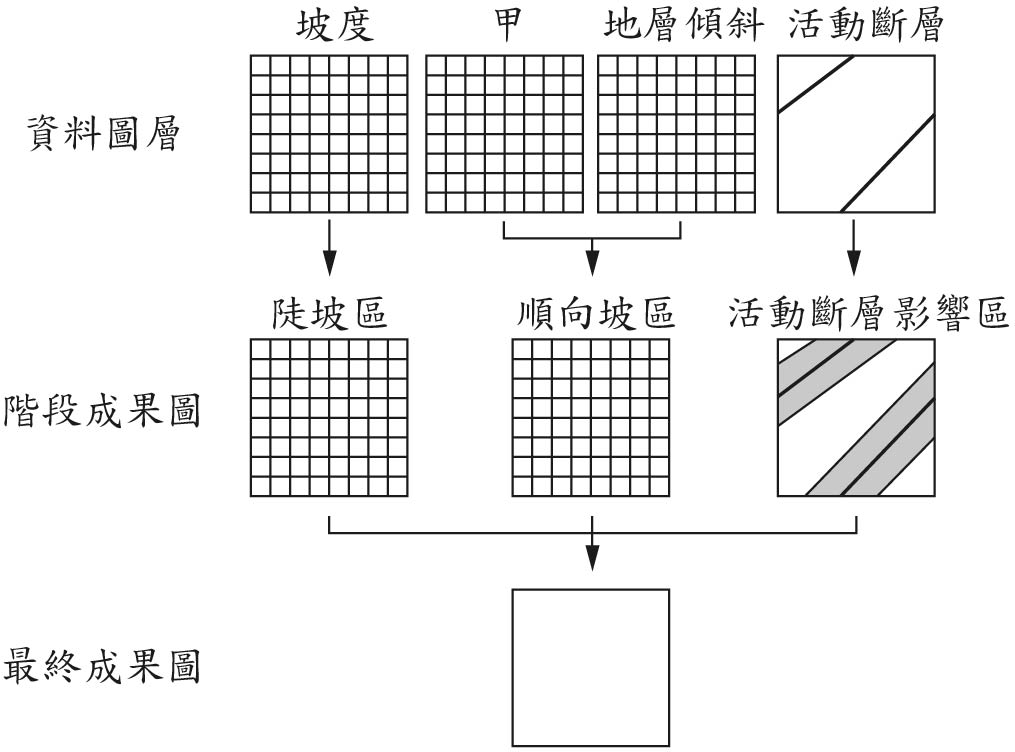 坡度 甲 地層傾斜 活動斷層
資料圖層
陡坡區 順向坡區 活動斷層影響區
階段成果圖
最終成果圖